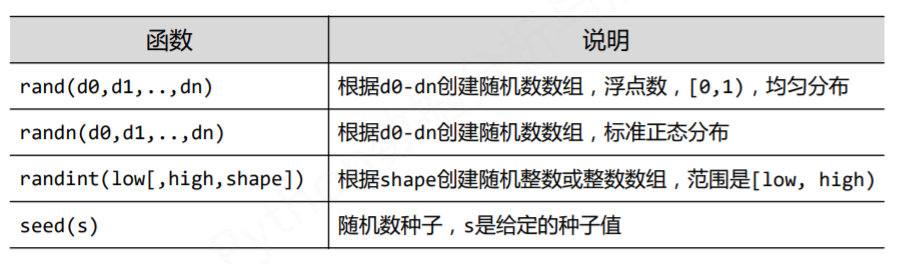 函数 说明
rand(d0,d1,..,dn) 根据d0-dn创建随机数数组，浮点数，[0,1)，均匀分布
randn(d0,d1,..,dn) 根据d0-dn创建随机数数组，标准正态分布
randint(low[,high,shape]) 根据shape创建随机整数或整数数组，范围是[low, high)
seed(s) 随机数种子，s是给定的种子值